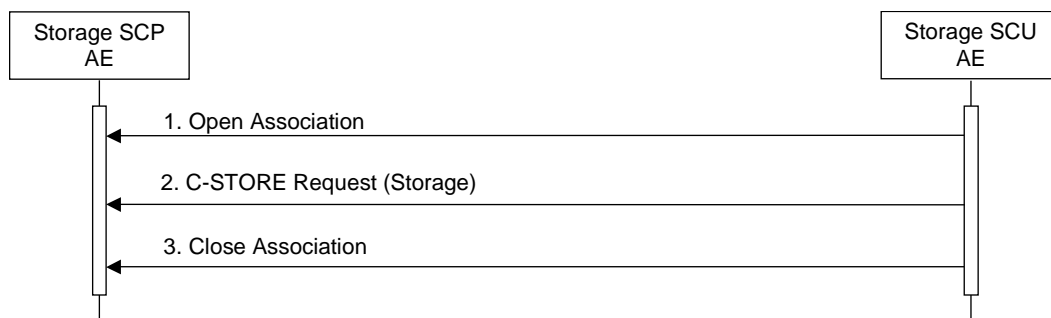 Storage SCP
AE
Storage SCU
AE
1. Open Association
2. C-STORE Request (Storage)
3. Close Association